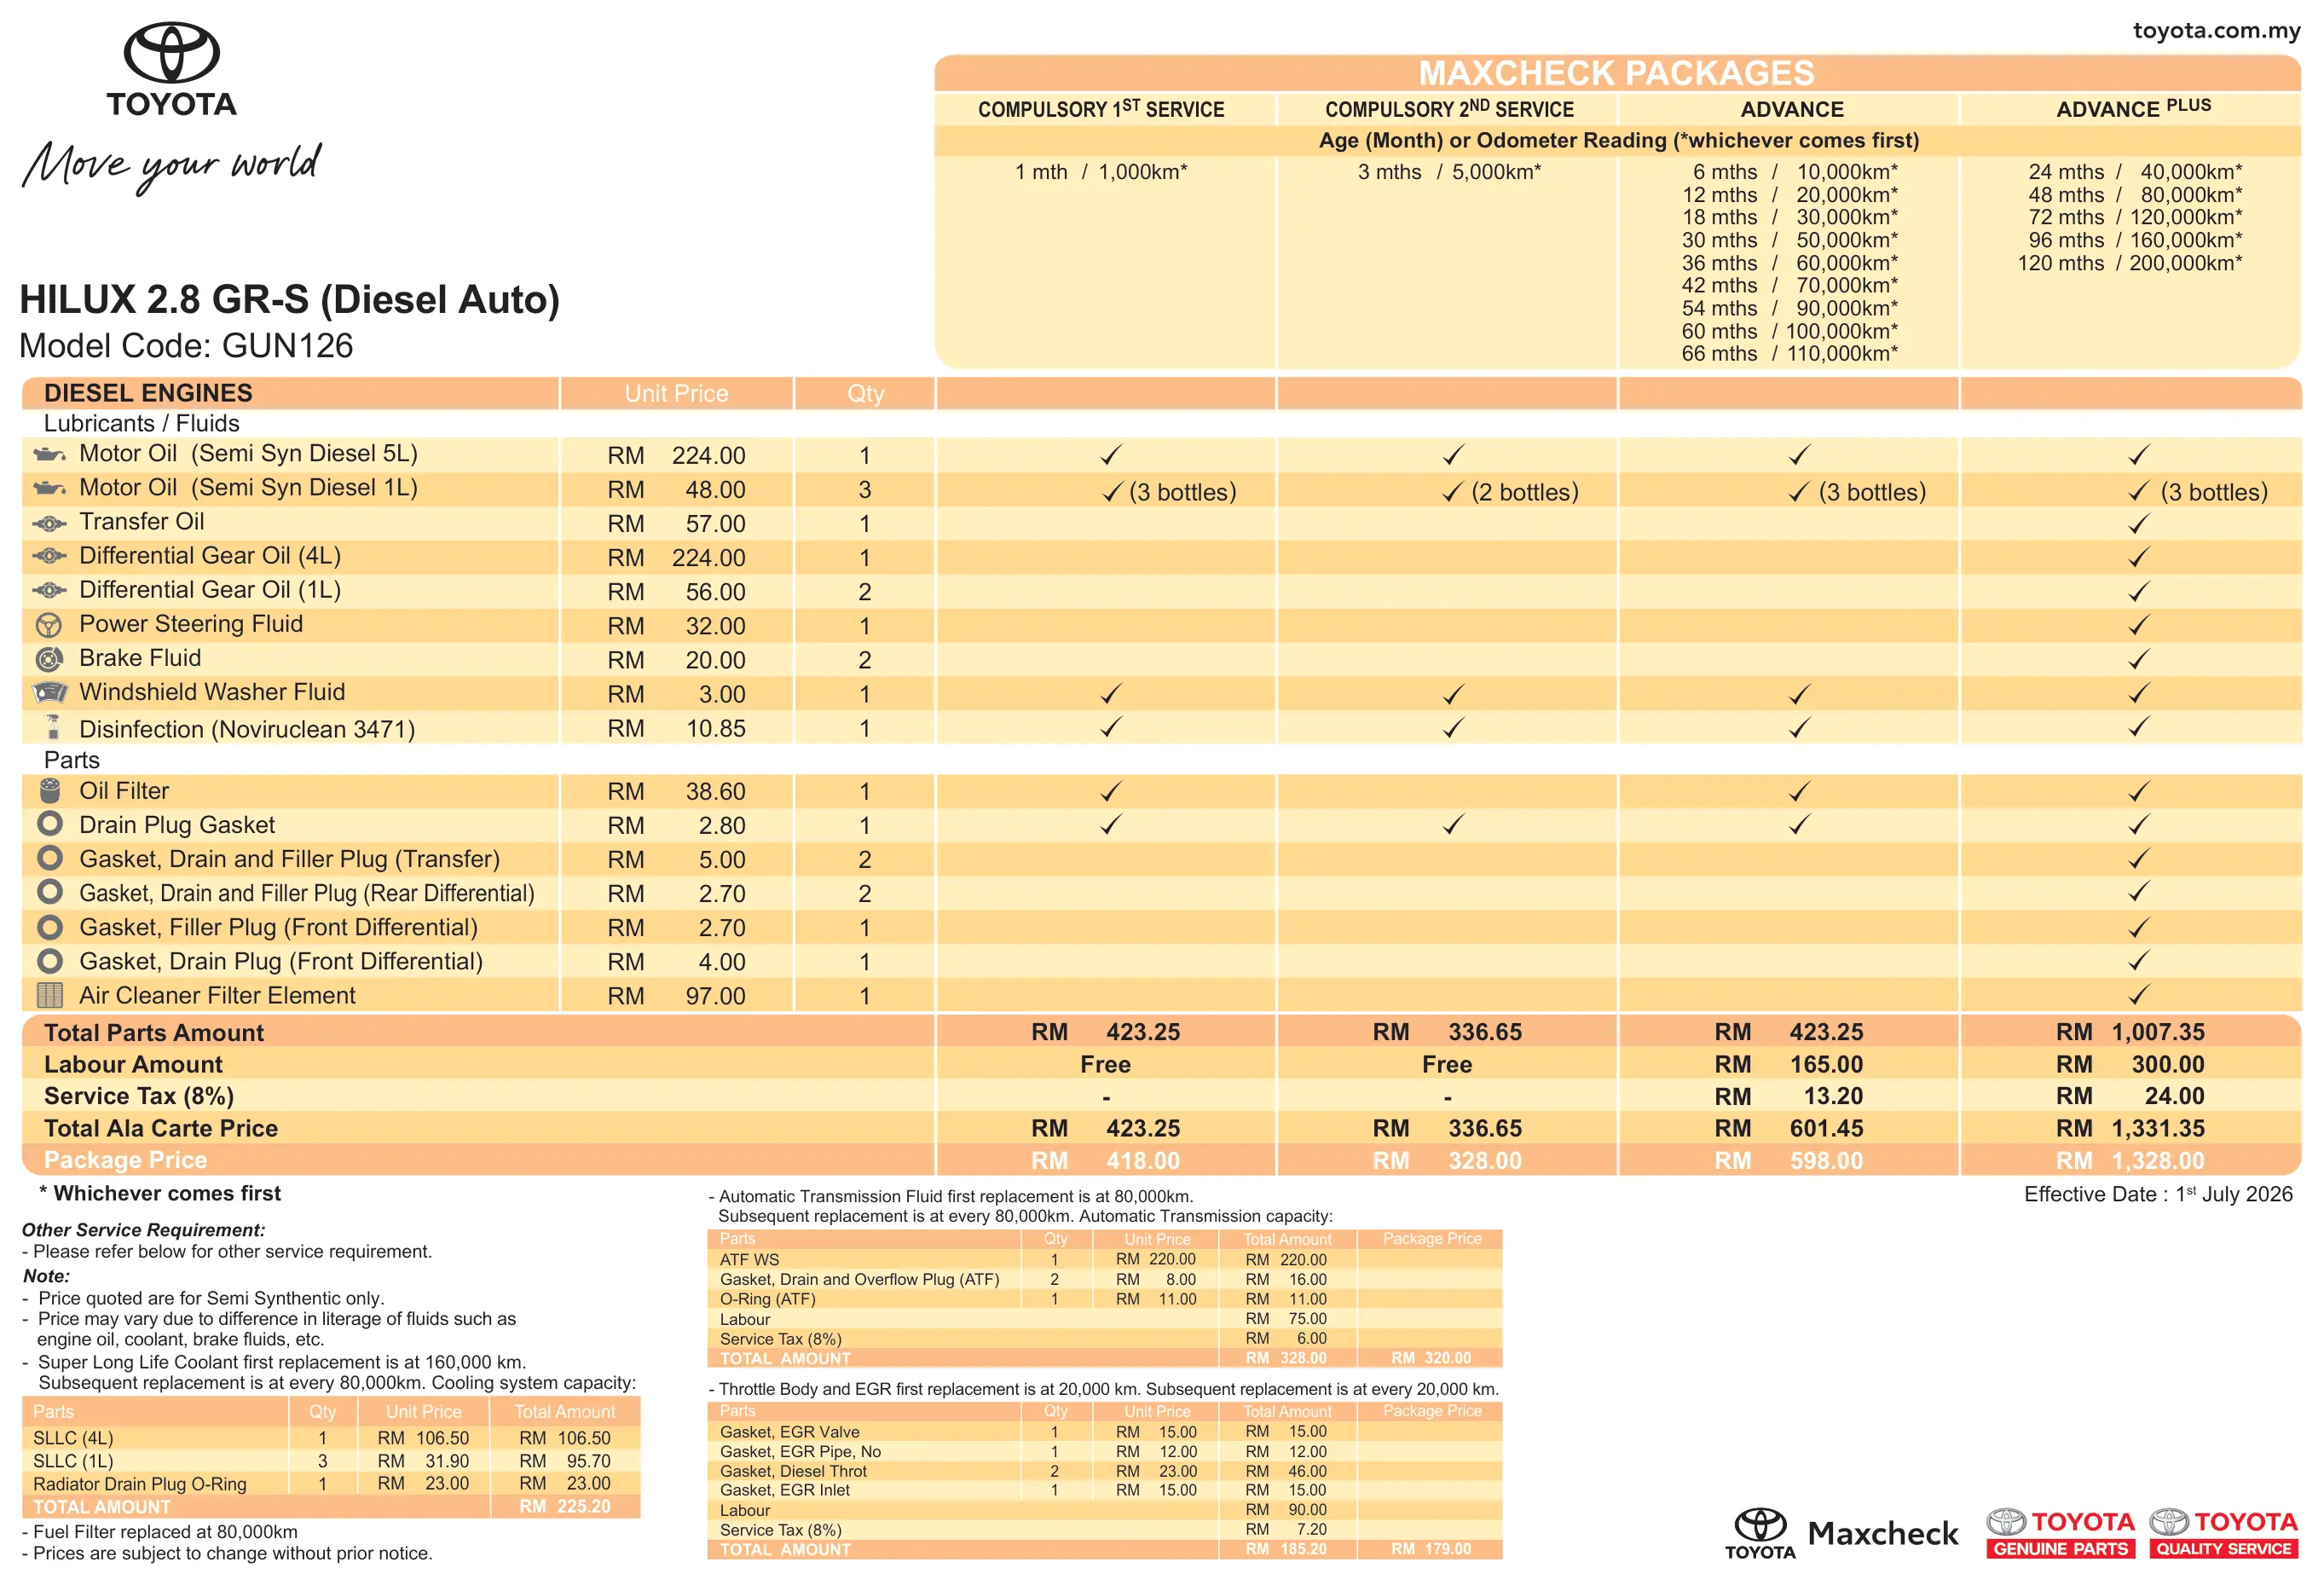 TOYOTA
Move your world
toyota.com.my
HILUX 2.8 GR-S (Diesel Auto)
Model Code: GUN126
MAXCHECK PACKAGES
COMPULSORY 1ST SERVICE COMPULSORY 2ND SERVICE ADVANCE ADVANCE PLUS
Age (Month) or Odometer Reading (*whichever comes first)
1 mth / 1,000km* 3 mths / 5,000km* 6 mths / 10,000km* 24 mths / 40,000km*
12 mths / 20,000km* 48 mths / 80,000km*
18 mths / 30,000km* 72 mths / 120,000km*
30 mths / 50,000km* 96 mths / 160,000km*
36 mths / 60,000km* 120 mths / 200,000km*
42 mths / 70,000km*
54 mths / 90,000km*
60 mths / 100,000km*
66 mths / 110,000km*
DIESEL ENGINES Unit Price Qty
Lubricants / Fluids
Motor Oil (Semi Syn Diesel 5L) RM 224.00 1 ✓ ✓ ✓ ✓
Motor Oil (Semi Syn Diesel 1L) RM 48.00 3 ✓ (3 bottles) ✓ (2 bottles) ✓ (3 bottles) ✓ (3 bottles)
Transfer Oil RM 57.00 1 ✓
Differential Gear Oil (4L) RM 224.00 1 ✓
Differential Gear Oil (1L) RM 56.00 2 ✓
Power Steering Fluid RM 32.00 1 ✓
Brake Fluid RM 20.00 2 ✓
Windshield Washer Fluid RM 3.00 1 ✓ ✓ ✓ ✓
Disinfection (Noviruclean 3471) RM 10.85 1 ✓ ✓ ✓ ✓
Parts
Oil Filter RM 38.60 1 ✓ ✓ ✓
Drain Plug Gasket RM 2.80 1 ✓ ✓ ✓ ✓
Gasket, Drain and Filler Plug (Transfer) RM 5.00 2 ✓
Gasket, Drain and Filler Plug (Rear Differential) RM 2.70 2 ✓
Gasket, Filler Plug (Front Differential) RM 2.70 1 ✓
Gasket, Drain Plug (Front Differential) RM 4.00 1 ✓
Air Cleaner Filter Element RM 97.00 1 ✓
Total Parts Amount RM 423.25 RM 336.65 RM 423.25 RM 1,007.35
Labour Amount Free Free RM 165.00 RM 300.00
Service Tax (8%) - - RM 13.20 RM 24.00
Total Ala Carte Price RM 423.25 RM 336.65 RM 601.45 RM 1,331.35
Package Price RM 418.00 RM 328.00 RM 598.00 RM 1,328.00
* Whichever comes first
Effective Date : 1st July 2026
Other Service Requirement:
- Please refer below for other service requirement.
Note:
- Price quoted are for Semi Synthentic only.
- Price may vary due to difference in literage of fluids such as
engine oil, coolant, brake fluids, etc.
- Super Long Life Coolant first replacement is at 160,000 km.
Subsequent replacement is at every 80,000km. Cooling system capacity:
Parts Qty Unit Price Total Amount
SLLC (4L) 1 RM 106.50 RM 106.50
SLLC (1L) 3 RM 31.90 RM 95.70
Radiator Drain Plug O-Ring 1 RM 23.00 RM 23.00
TOTAL AMOUNT RM 225.20
- Fuel Filter replaced at 80,000km
- Prices are subject to change without prior notice.
- Automatic Transmission Fluid first replacement is at 80,000km.
Subsequent replacement is at every 80,000km. Automatic Transmission capacity:
Parts Qty Unit Price Total Amount Package Price
ATF WS 1 RM 220.00 RM 220.00
Gasket, Drain and Overflow Plug (ATF) 2 RM 8.00 RM 16.00
O-Ring (ATF) 1 RM 11.00 RM 11.00
Labour RM 75.00
Service Tax (8%) RM 6.00
TOTAL AMOUNT RM 328.00 RM 320.00
- Throttle Body and EGR first replacement is at 20,000 km. Subsequent replacement is at every 20,000 km.
Parts Qty Unit Price Total Amount Package Price
Gasket, EGR Valve 1 RM 15.00 RM 15.00
Gasket, EGR Pipe, No 1 RM 12.00 RM 12.00
Gasket, Diesel Throt 2 RM 23.00 RM 46.00
Gasket, EGR Inlet 1 RM 15.00 RM 15.00
Labour RM 90.00
Service Tax (8%) RM 7.20
TOTAL AMOUNT RM 185.20 RM 179.00
TOYOTA Maxcheck
TOYOTA GENUINE PARTS
TOYOTA QUALITY SERVICE